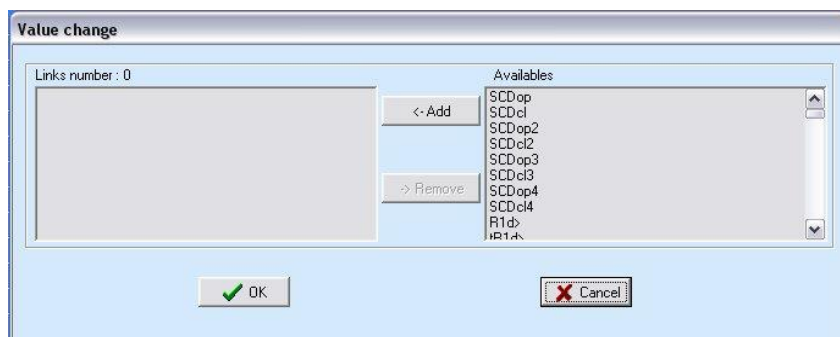 Value change
Links number : 0
Availables
<- Add
-> Remove
SCDop
SCDcl
SCDop2
SCDcl2
SCDop3
SCDcl3
SCDop4
SCDcl4
R1d>
tR1d>
OK
Cancel